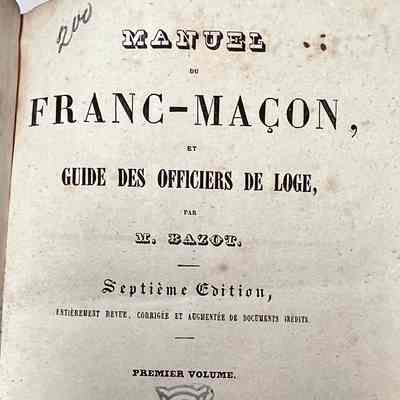 200
MANUEL
DU
FRANC-MAÇON,
ET
GUIDE DES OFFICIERS DE LOGE,
PAR
M. BAZOT.
Septième Edition,
ENTIÈREMENT REVUE, CORRIGÉE ET AUGMENTÉE DE DOCUMENTS INÉDITS.
PREMIER VOLUME.